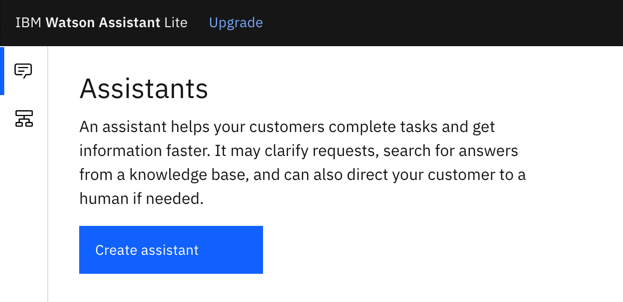 IBM Watson Assistant Lite Upgrade
Assistants
An assistant helps your customers complete tasks and get
information faster. It may clarify requests, search for answers
from a knowledge base, and can also direct your customer to a
human if needed.
Create assistant